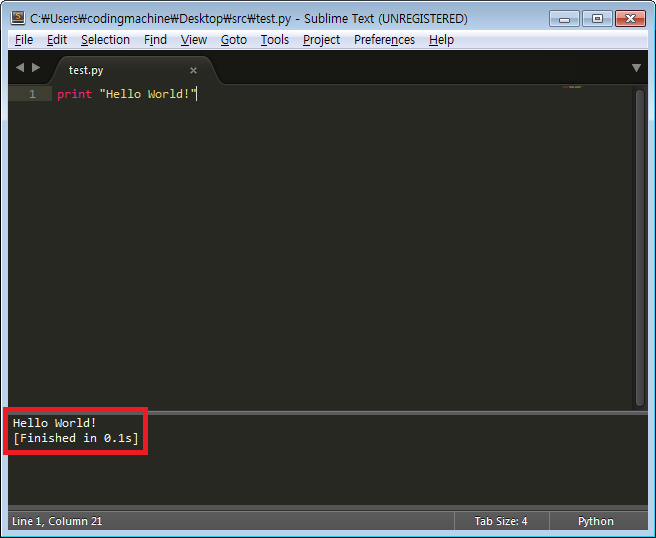 C:₩Users₩codingmachine₩Desktop₩src₩test.py - Sublime Text (UNREGISTERED)
File Edit Selection Find View Goto Tools Project Preferences Help
test.py
1 print "Hello World!"
Hello World!
[Finished in 0.1s]
Line 1, Column 21 Tab Size: 4 Python